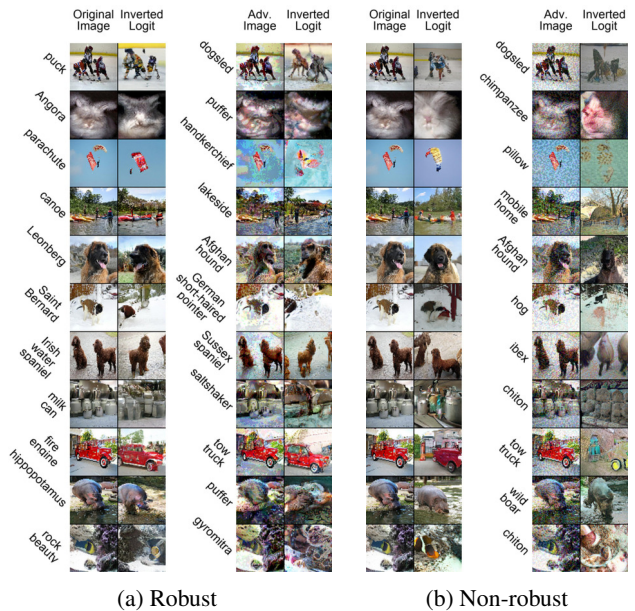 Original Image Inverted Logit Adv. Image Inverted Logit Original Image Inverted Logit Adv. Image Inverted Logit
puck dogsled dogsled
Angora puffer chimpanzee
parachute handkerchief pillow
canoe lakeside mobile home
Leonberg Afghan hound Afghan hound
Saint Bernard German short-haired pointer hog
Irish water spaniel Sussex spaniel ibex
milk can saltshaker chiton
fire engine tow truck tow truck
hippopotamus puffer wild boar
rock beauty gyromitra chiton
(a) Robust (b) Non-robust